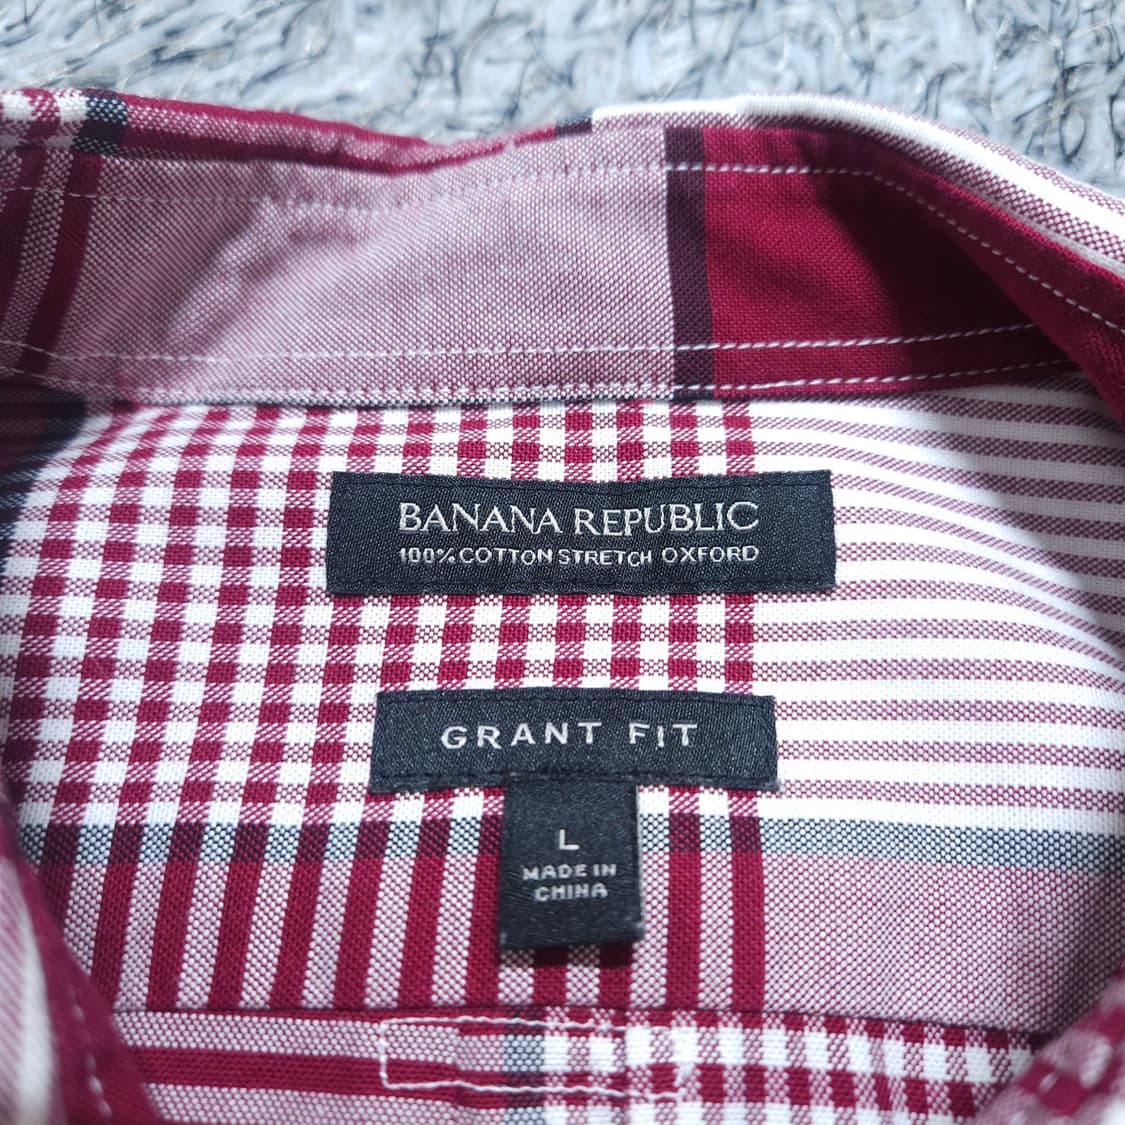 BANANA REPUBLIC
100% COTTON STRETCH OXFORD
GRANT FIT
L
MADE IN
CHINA